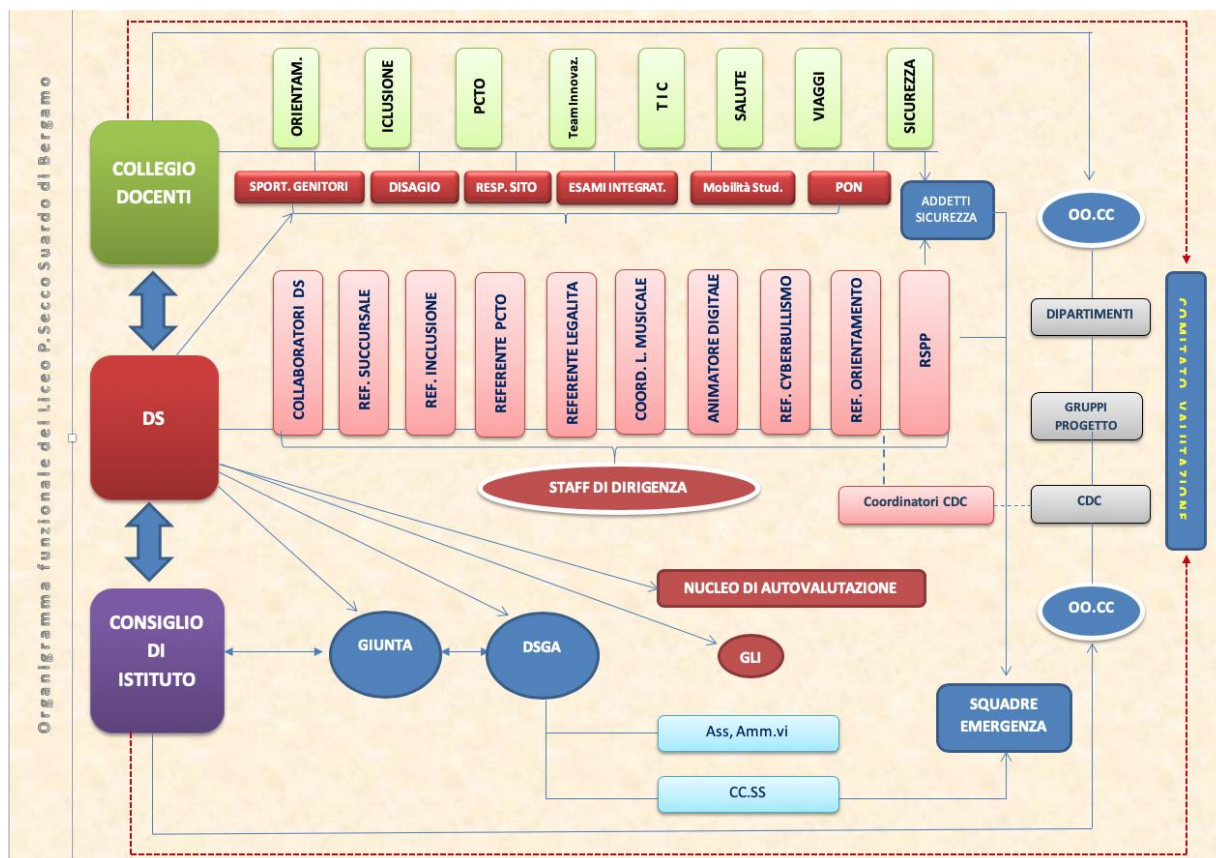 Organigramma funzionale del Liceo P. Secco Suardo di Bergamo
ORIENTAM.
ICLUSIONE
PCTO
Team Innovaz.
T I C
SALUTE
VIAGGI
SICUREZZA
COLLEGIO
DOCENTI
SPORT. GENITORI
DISAGIO
RESP. SITO
ESAMI INTEGRAT.
Mobilità Stud.
PON
ADDETTI
SICUREZZA
OO.CC
COLLABORATORI DS
REF. SUCCURSALE
REF. INCLUSIONE
REFERENTE PCTO
REFERENTE LEGALITA
COORD. L. MUSICALE
ANIMATORE DIGITALE
REF. CYBERBULLISMO
REF. ORIENTAMENTO
RSPP
DIPARTIMENTI
COMITATO VALUTAZIONE
DS
GRUPPI
PROGETTO
STAFF DI DIRIGENZA
Coordinatori CDC
CDC
NUCLEO DI AUTOVALUTAZIONE
OO.CC
CONSIGLIO
DI
ISTITUTO
GIUNTA
DSGA
GLI
SQUADRE
EMERGENZA
Ass, Amm.vi
CC.SS